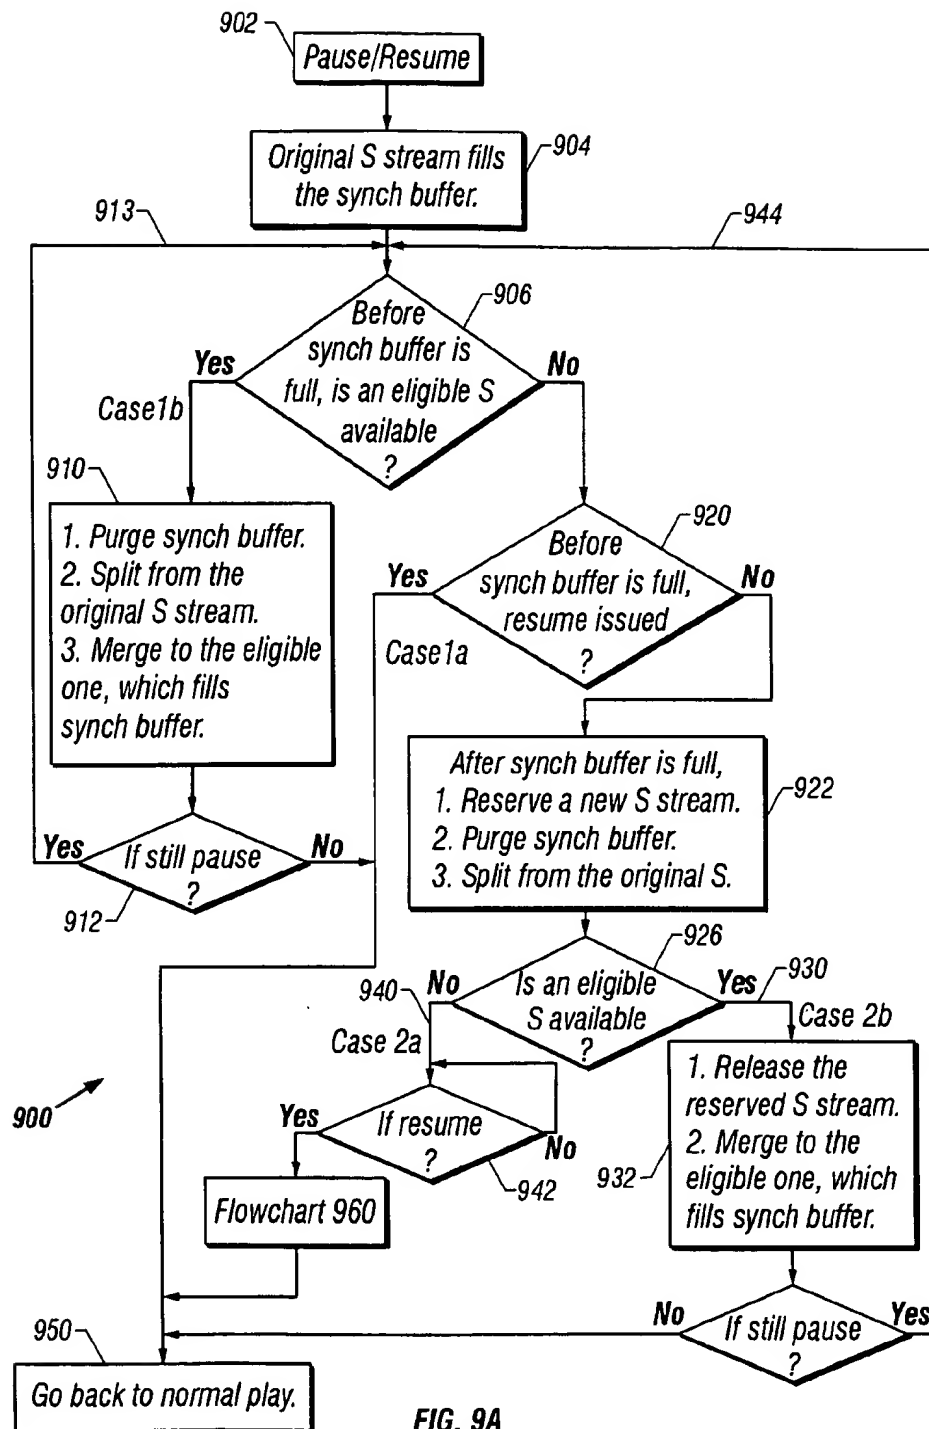 902
Pause/Resume
Original S stream fills
the synch buffer.
904
913
944
906
Before
synch buffer is
full, is an eligible S
available
?
Yes
No
Case1b
910
1. Purge synch buffer.
2. Split from the
original S stream.
3. Merge to the eligible
one, which fills
synch buffer.
920
Before
synch buffer is full,
resume issued
?
Yes
No
Case1a
After synch buffer is full,
1. Reserve a new S stream.
2. Purge synch buffer.
3. Split from the original S.
922
Yes
If still pause
?
No
912
926
Is an eligible
S available
?
No
Yes
940
930
Case 2a
Case 2b
1. Release the
reserved S stream.
2. Merge to the
eligible one, which
fills synch buffer.
932
900
Yes
If resume
?
No
942
Flowchart 960
No
If still pause
?
Yes
950
Go back to normal play.
FIG. 9A